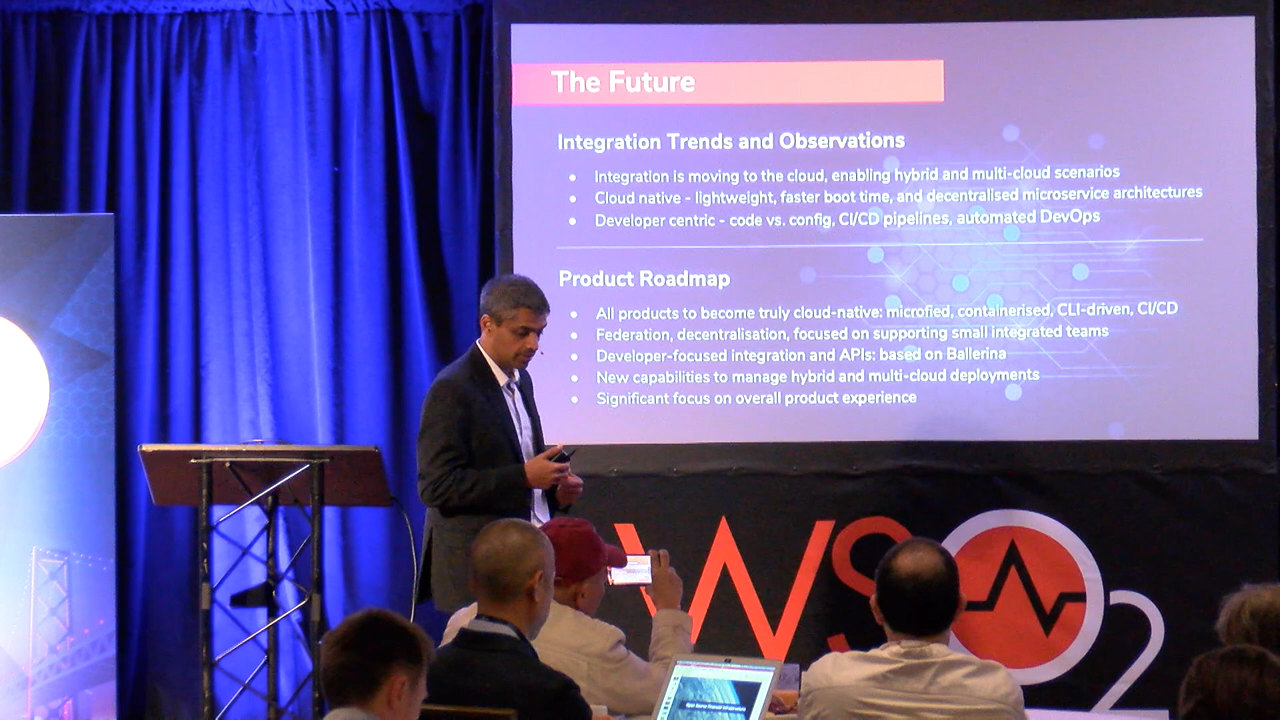 The Future
Integration Trends and Observations
• Integration is moving to the cloud, enabling hybrid and multi-cloud scenarios
• Cloud native - lightweight, faster boot time, and decentralised microservice architectures
• Developer centric - code vs. config, CI/CD pipelines, automated DevOps
Product Roadmap
• All products to become truly cloud-native: microfied, containerised, CLI-driven, CI/CD
• Federation, decentralisation, focused on supporting small integrated teams
• Developer-focused integration and APIs: based on Ballerina
• New capabilities to manage hybrid and multi-cloud deployments
• Significant focus on overall product experience
WSO2